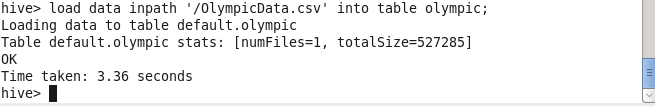 hive> load data inpath '/OlympicData.csv' into table olympic;
Loading data to table default.olympic
Table default.olympic stats: [numFiles=1, totalSize=527285]
OK
Time taken: 3.36 seconds
hive>